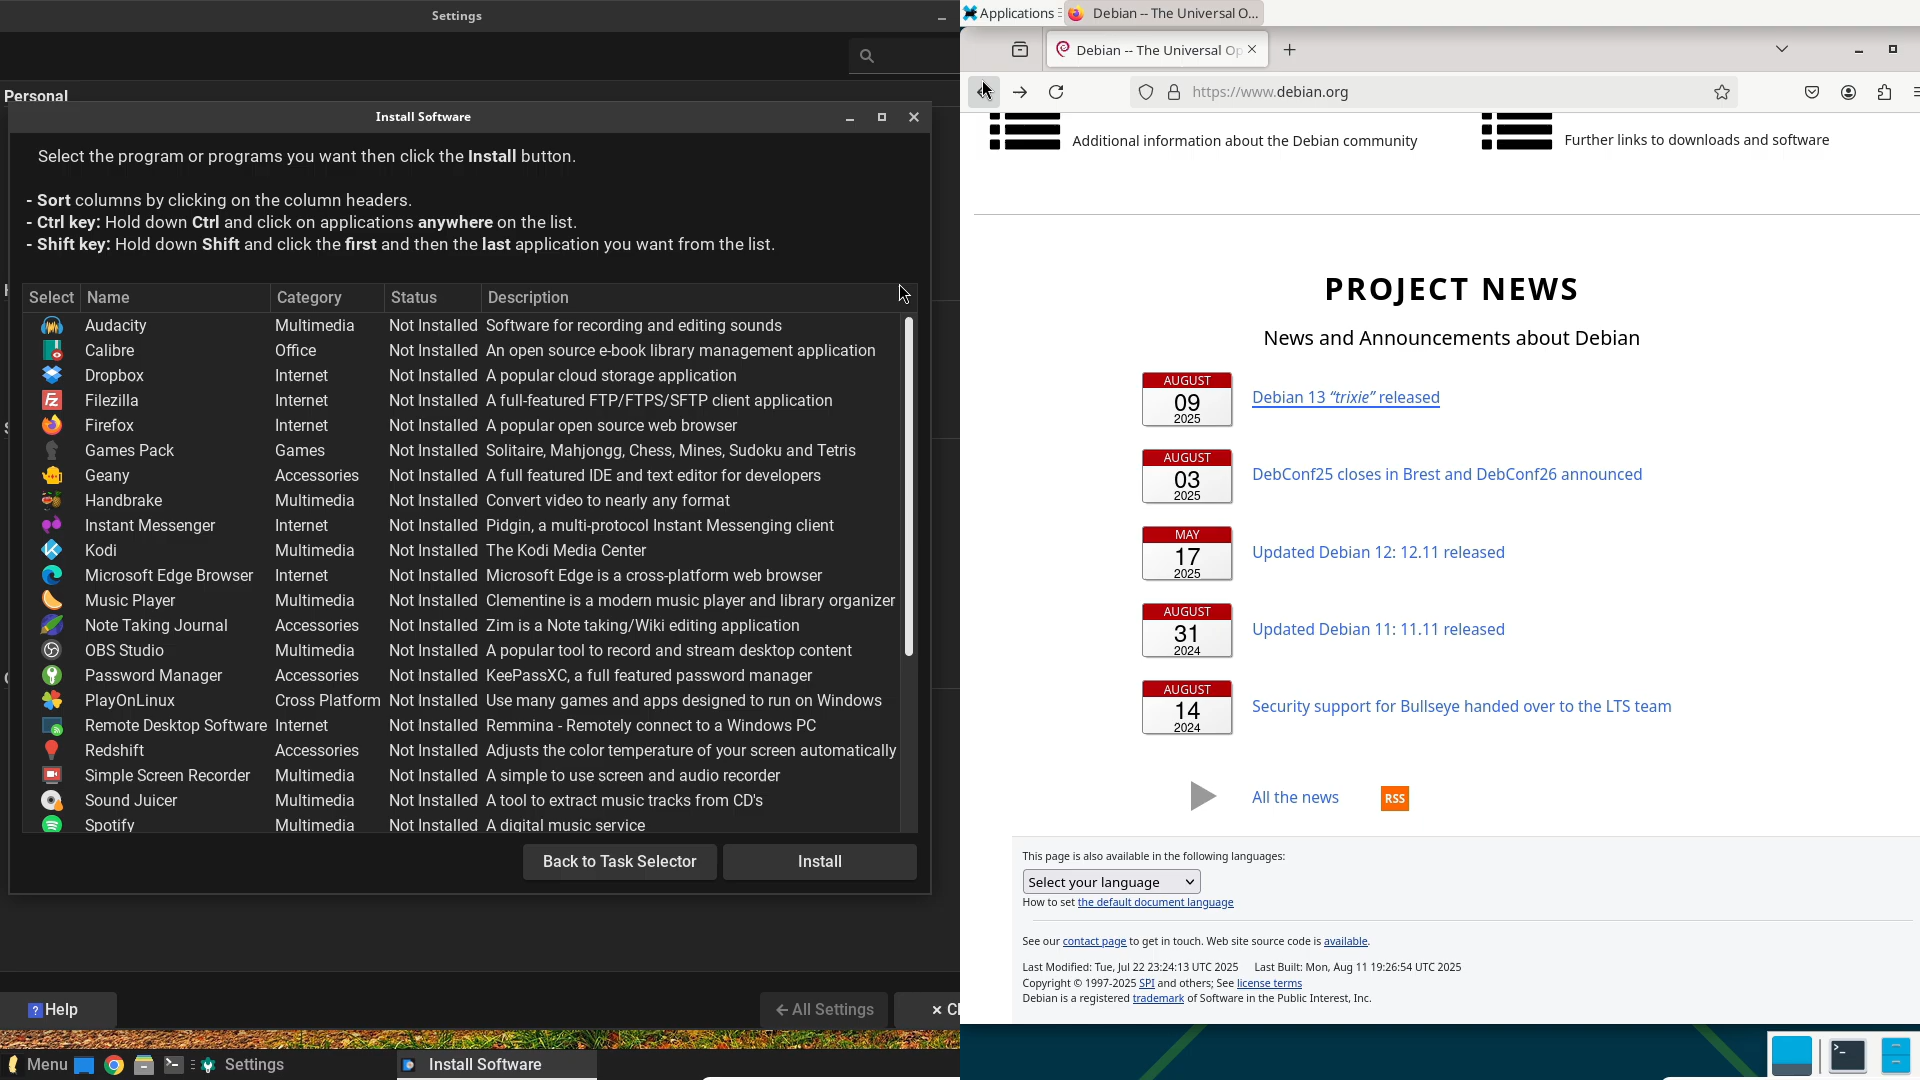 Settings
Personal
Install Software
Select the program or programs you want then click the Install button.
- Sort columns by clicking on the column headers.
- Ctrl key: Hold down Ctrl and click on applications anywhere on the list.
- Shift key: Hold down Shift and click the first and then the last application you want from the list.
Select Name Category Status Description
Audacity Multimedia Not Installed Software for recording and editing sounds
Calibre Office Not Installed An open source e-book library management application
Dropbox Internet Not Installed A popular cloud storage application
Filezilla Internet Not Installed A full-featured FTP/FTPS/SFTP client application
Firefox Internet Not Installed A popular open source web browser
Games Pack Games Not Installed Solitaire, Mahjongg, Chess, Mines, Sudoku and Tetris
Geany Accessories Not Installed A full featured IDE and text editor for developers
Handbrake Multimedia Not Installed Convert video to nearly any format
Instant Messenger Internet Not Installed Pidgin, a multi-protocol Instant Messenging client
Kodi Multimedia Not Installed The Kodi Media Center
Microsoft Edge Browser Internet Not Installed Microsoft Edge is a cross-platform web browser
Music Player Multimedia Not Installed Clementine is a modern music player and library organizer
Note Taking Journal Accessories Not Installed Zim is a Note taking/Wiki editing application
OBS Studio Multimedia Not Installed A popular tool to record and stream desktop content
Password Manager Accessories Not Installed KeePassXC, a full featured password manager
PlayOnLinux Cross Platform Not Installed Use many games and apps designed to run on Windows
Remote Desktop Software Internet Not Installed Remmina - Remotely connect to a Windows PC
Redshift Accessories Not Installed Adjusts the color temperature of your screen automatically
Simple Screen Recorder Multimedia Not Installed A simple to use screen and audio recorder
Sound Juicer Multimedia Not Installed A tool to extract music tracks from CD's
Spotify Multimedia Not Installed A digital music service
Back to Task Selector Install
Help All Settings
Menu Settings Install Software
Applications Debian -- The Universal O...
Debian -- The Universal Op
https://www.debian.org
Additional information about the Debian community
Further links to downloads and software
PROJECT NEWS
News and Announcements about Debian
AUGUST
09
2025
Debian 13 “trixie” released
AUGUST
03
2025
DebConf25 closes in Brest and DebConf26 announced
MAY
17
2025
Updated Debian 12: 12.11 released
AUGUST
31
2024
Updated Debian 11: 11.11 released
AUGUST
14
2024
Security support for Bullseye handed over to the LTS team
All the news RSS
This page is also available in the following languages:
Select your language
How to set the default document language
See our contact page to get in touch. Web site source code is available.
Last Modified: Tue, Jul 22 23:24:13 UTC 2025 Last Built: Mon, Aug 11 19:26:54 UTC 2025
Copyright © 1997-2025 SPI and others; See license terms
Debian is a registered trademark of Software in the Public Interest, Inc.